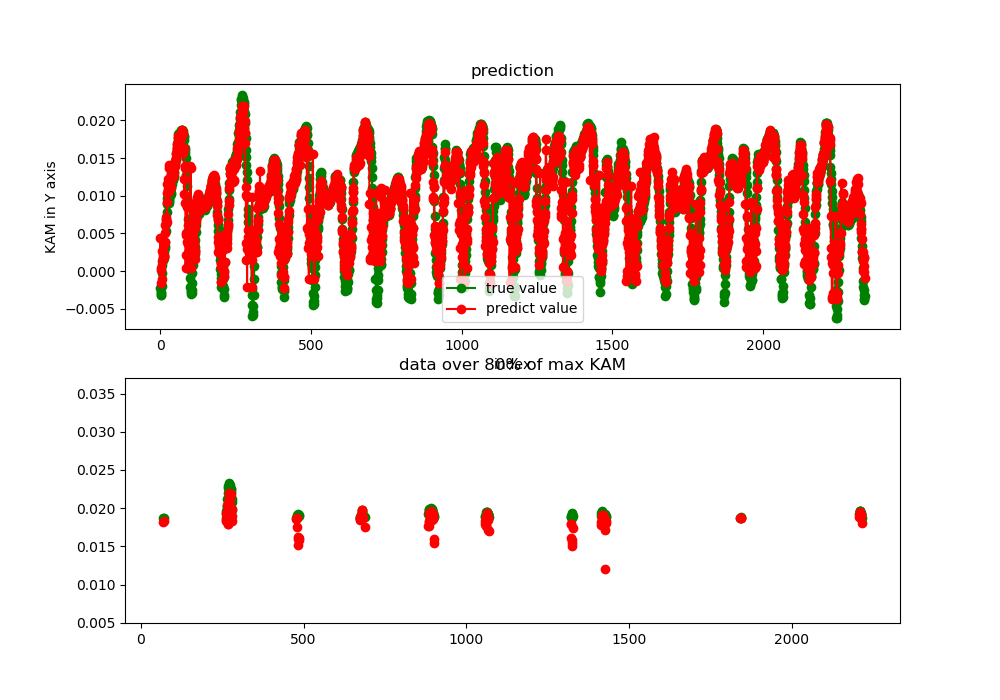 prediction
KAM in Y axis
0.020
0.015
0.010
0.005
0.000
−0.005
true value
predict value
0 500 1000 1500 2000
index
data over 80% of max KAM
0.035
0.030
0.025
0.020
0.015
0.010
0.005
0 500 1000 1500 2000